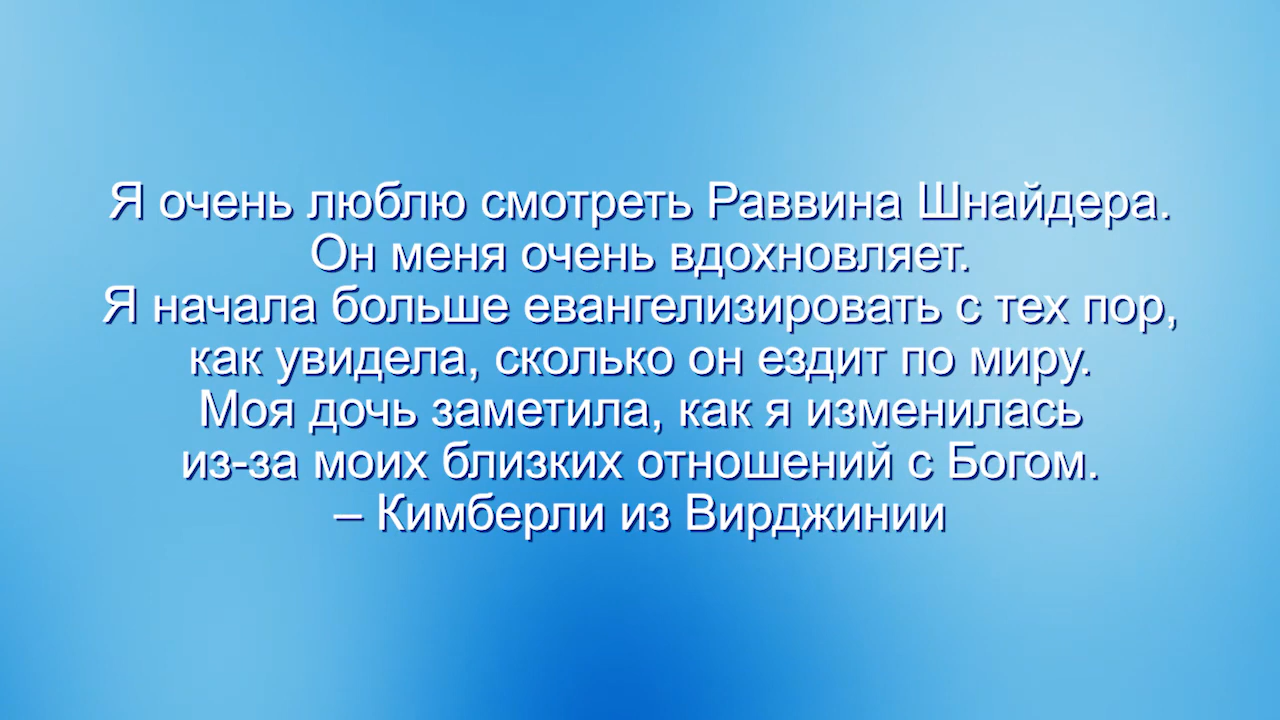 Я очень люблю смотреть Раввина Шнайдера.
Он меня очень вдохновляет.
Я начала больше евангелизировать с тех пор,
как увидела, сколько он ездит по миру.
Моя дочь заметила, как я изменилась
из-за моих близких отношений с Богом.
– Кимберли из Вирджинии